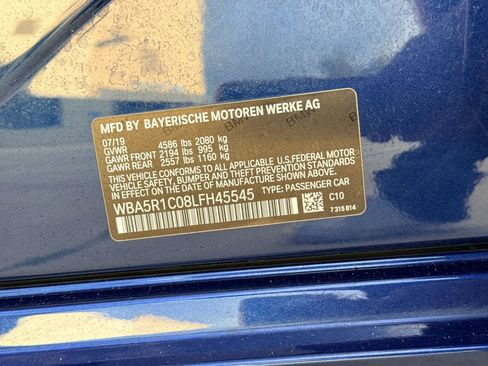 MFD BY BAYERISCHE MOTOREN WERKE AG
07/19
GVWR 4586 lbs 2080 kg
GAWR FRONT 2194 lbs 995 kg
GAWR REAR 2557 lbs 1160 kg
THIS VEHICLE CONFORMS TO ALL APPLICABLE U.S. FEDERAL MOTOR
VEHICLE SAFETY, BUMPER AND THEFT PREVENTION STANDARDS
IN EFFECT ON THE DATE OF MANUFACTURE SHOWN ABOVE.
WBA5R1C08LFH45545 TYPE: PASSENGER CAR
C10
7 315 814